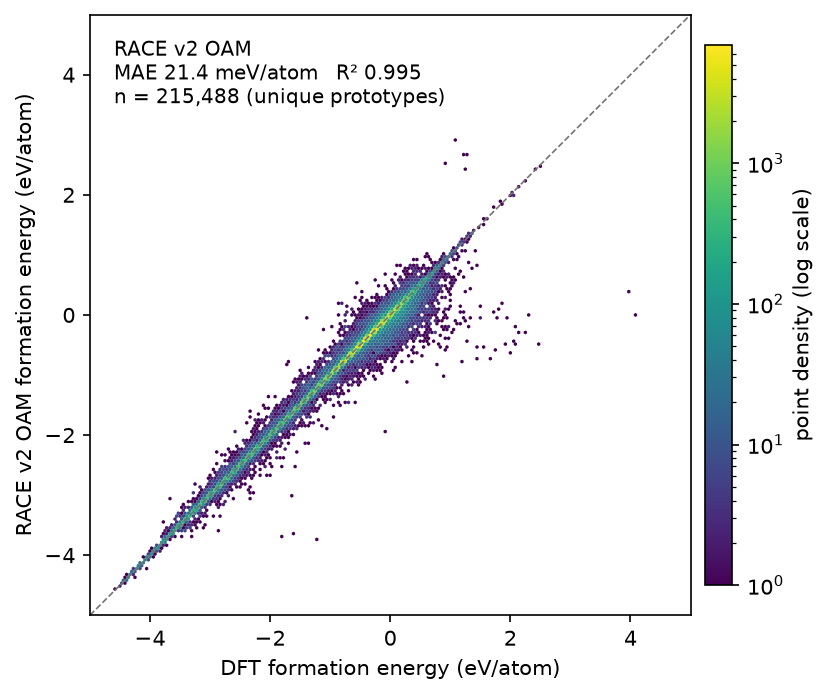 RACE v2 OAM
MAE 21.4 meV/atom R² 0.995
n = 215,488 (unique prototypes)
RACE v2 OAM formation energy (eV/atom)
4
2
0
−2
−4
−4 −2 0 2 4
DFT formation energy (eV/atom)
10³
10²
10¹
10⁰
point density (log scale)